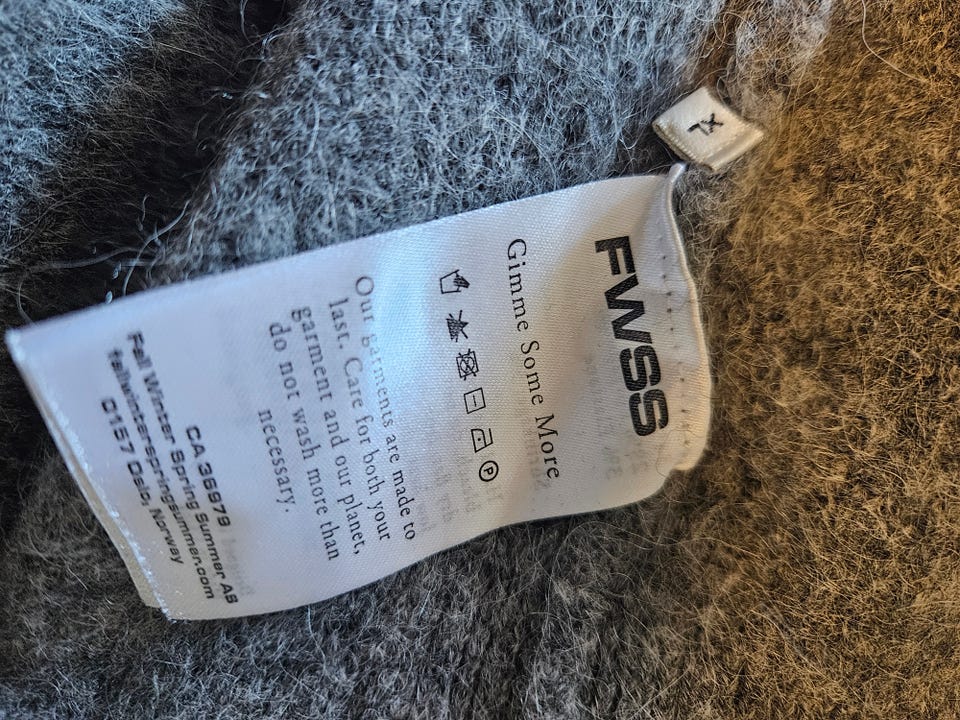 XL
FWSS
Gimme Some More
Our garments are made to
last. Care for both your
garment and our planet,
do not wash more than
necessary.
CA 36979
Fall Winter Spring Summer AS
fallwinterspringsummer.com
0157 Oslo, Norway